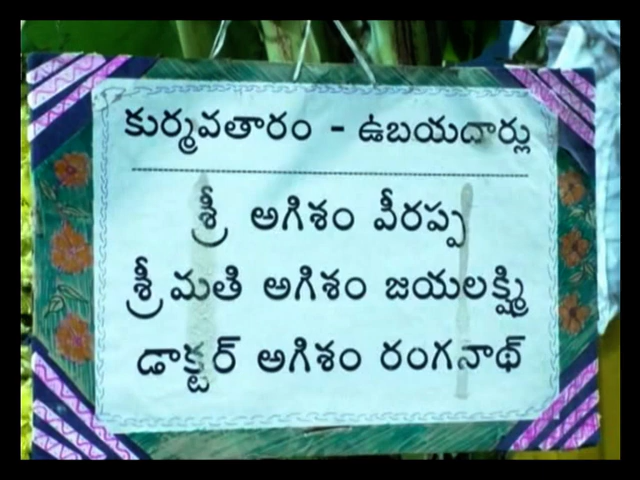 కుర్మవతారం - ఉబయదార్లు
శ్రీ అగిశం వీరప్ప
శ్రీమతి అగిశం జయలక్ష్మి
డాక్టర్ అగిశం రంగనాథ్